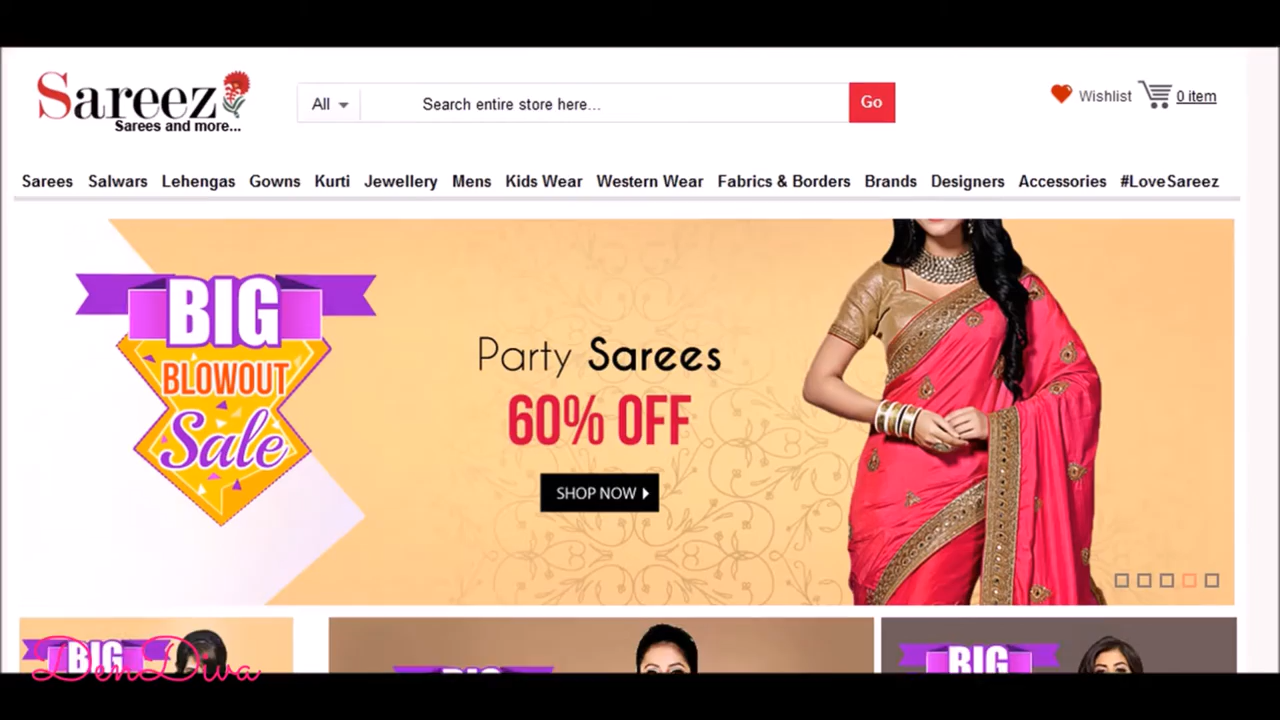 Sareez
Sarees and more...
All
Search entire store here...
Go
Wishlist
0 item
Sarees Salwars Lehengas Gowns Kurti Jewellery Mens Kids Wear Western Wear Fabrics & Borders Brands Designers Accessories #LoveSareez
BIG
BLOWOUT
Sale
Party Sarees
60% OFF
SHOP NOW
BIG
BIG
BIG
DenDiva